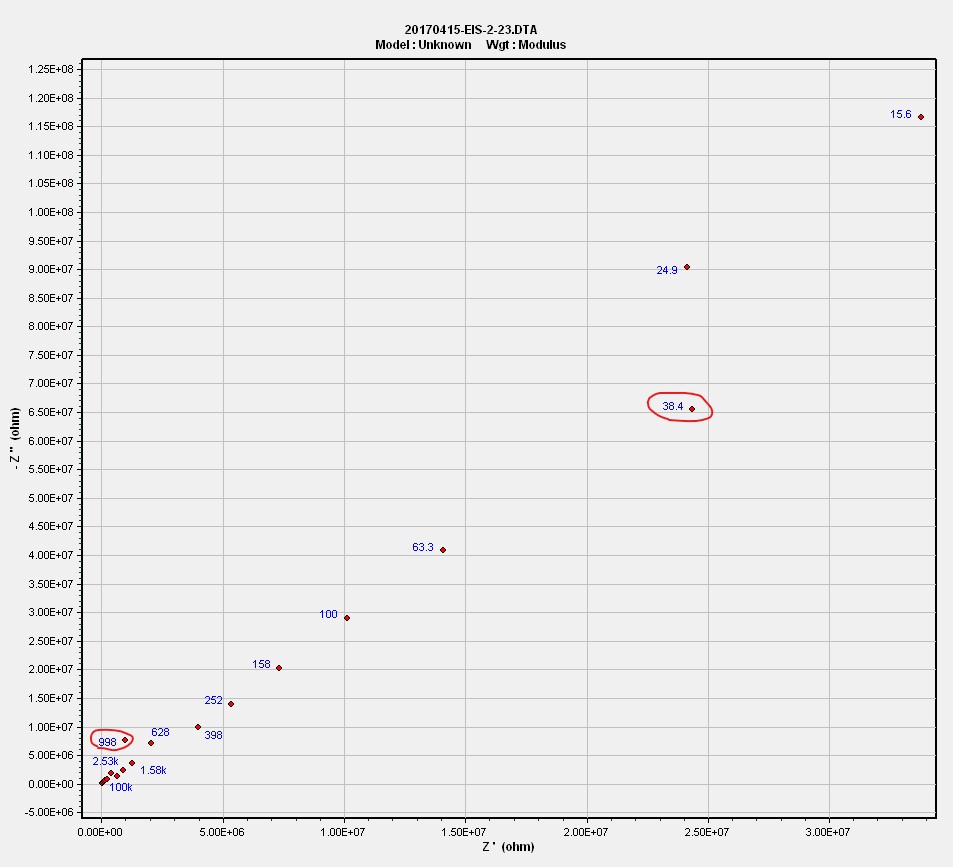 20170415-EIS-2-23.DTA
Model : Unknown Wgt : Modulus
1.25E+08
1.20E+08
1.15E+08
1.10E+08
1.05E+08
1.00E+08
9.50E+07
9.00E+07
8.50E+07
8.00E+07
7.50E+07
7.00E+07
6.50E+07
6.00E+07
5.50E+07
5.00E+07
4.50E+07
4.00E+07
3.50E+07
3.00E+07
2.50E+07
2.00E+07
1.50E+07
1.00E+07
5.00E+06
0.00E+00
-5.00E+06
- Z '' (ohm)
15.6
24.9
38.4
63.3
100
158
252
398
628
998
2.53k
1.58k
100k
0.00E+00 5.00E+06 1.00E+07 1.50E+07 2.00E+07 2.50E+07 3.00E+07
Z ' (ohm)